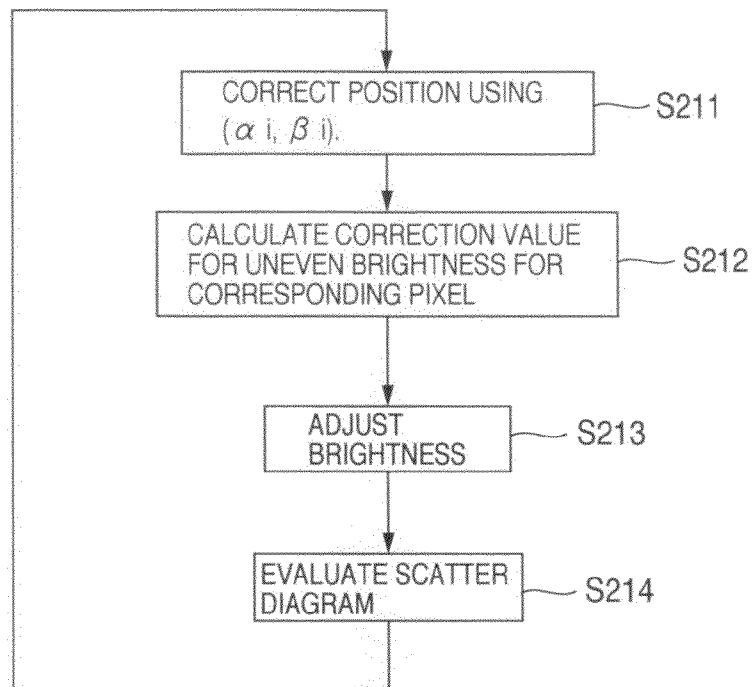 CORRECT POSITION USING
(α i, β i).
S211
CALCULATE CORRECTION VALUE
FOR UNEVEN BRIGHTNESS FOR
CORRESPONDING PIXEL
S212
ADJUST
BRIGHTNESS
S213
EVALUATE SCATTER
DIAGRAM
S214